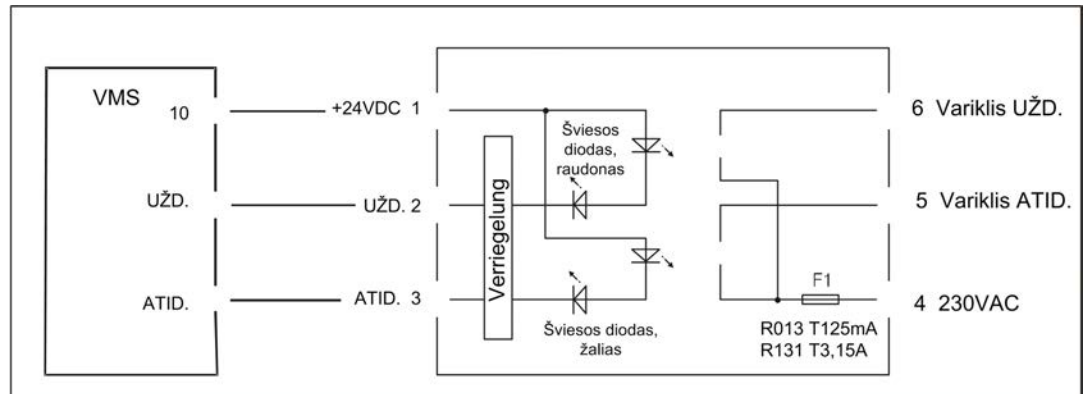 VMS
10
UŽD.
ATID.
+24VDC 1
UŽD. 2
ATID. 3
Verriegelung
Šviesos
diodas,
raudonas
Šviesos diodas,
žalias
6 Variklis UŽD.
5 Variklis ATID.
F1
4 230VAC
R013 T125mA
R131 T3,15A